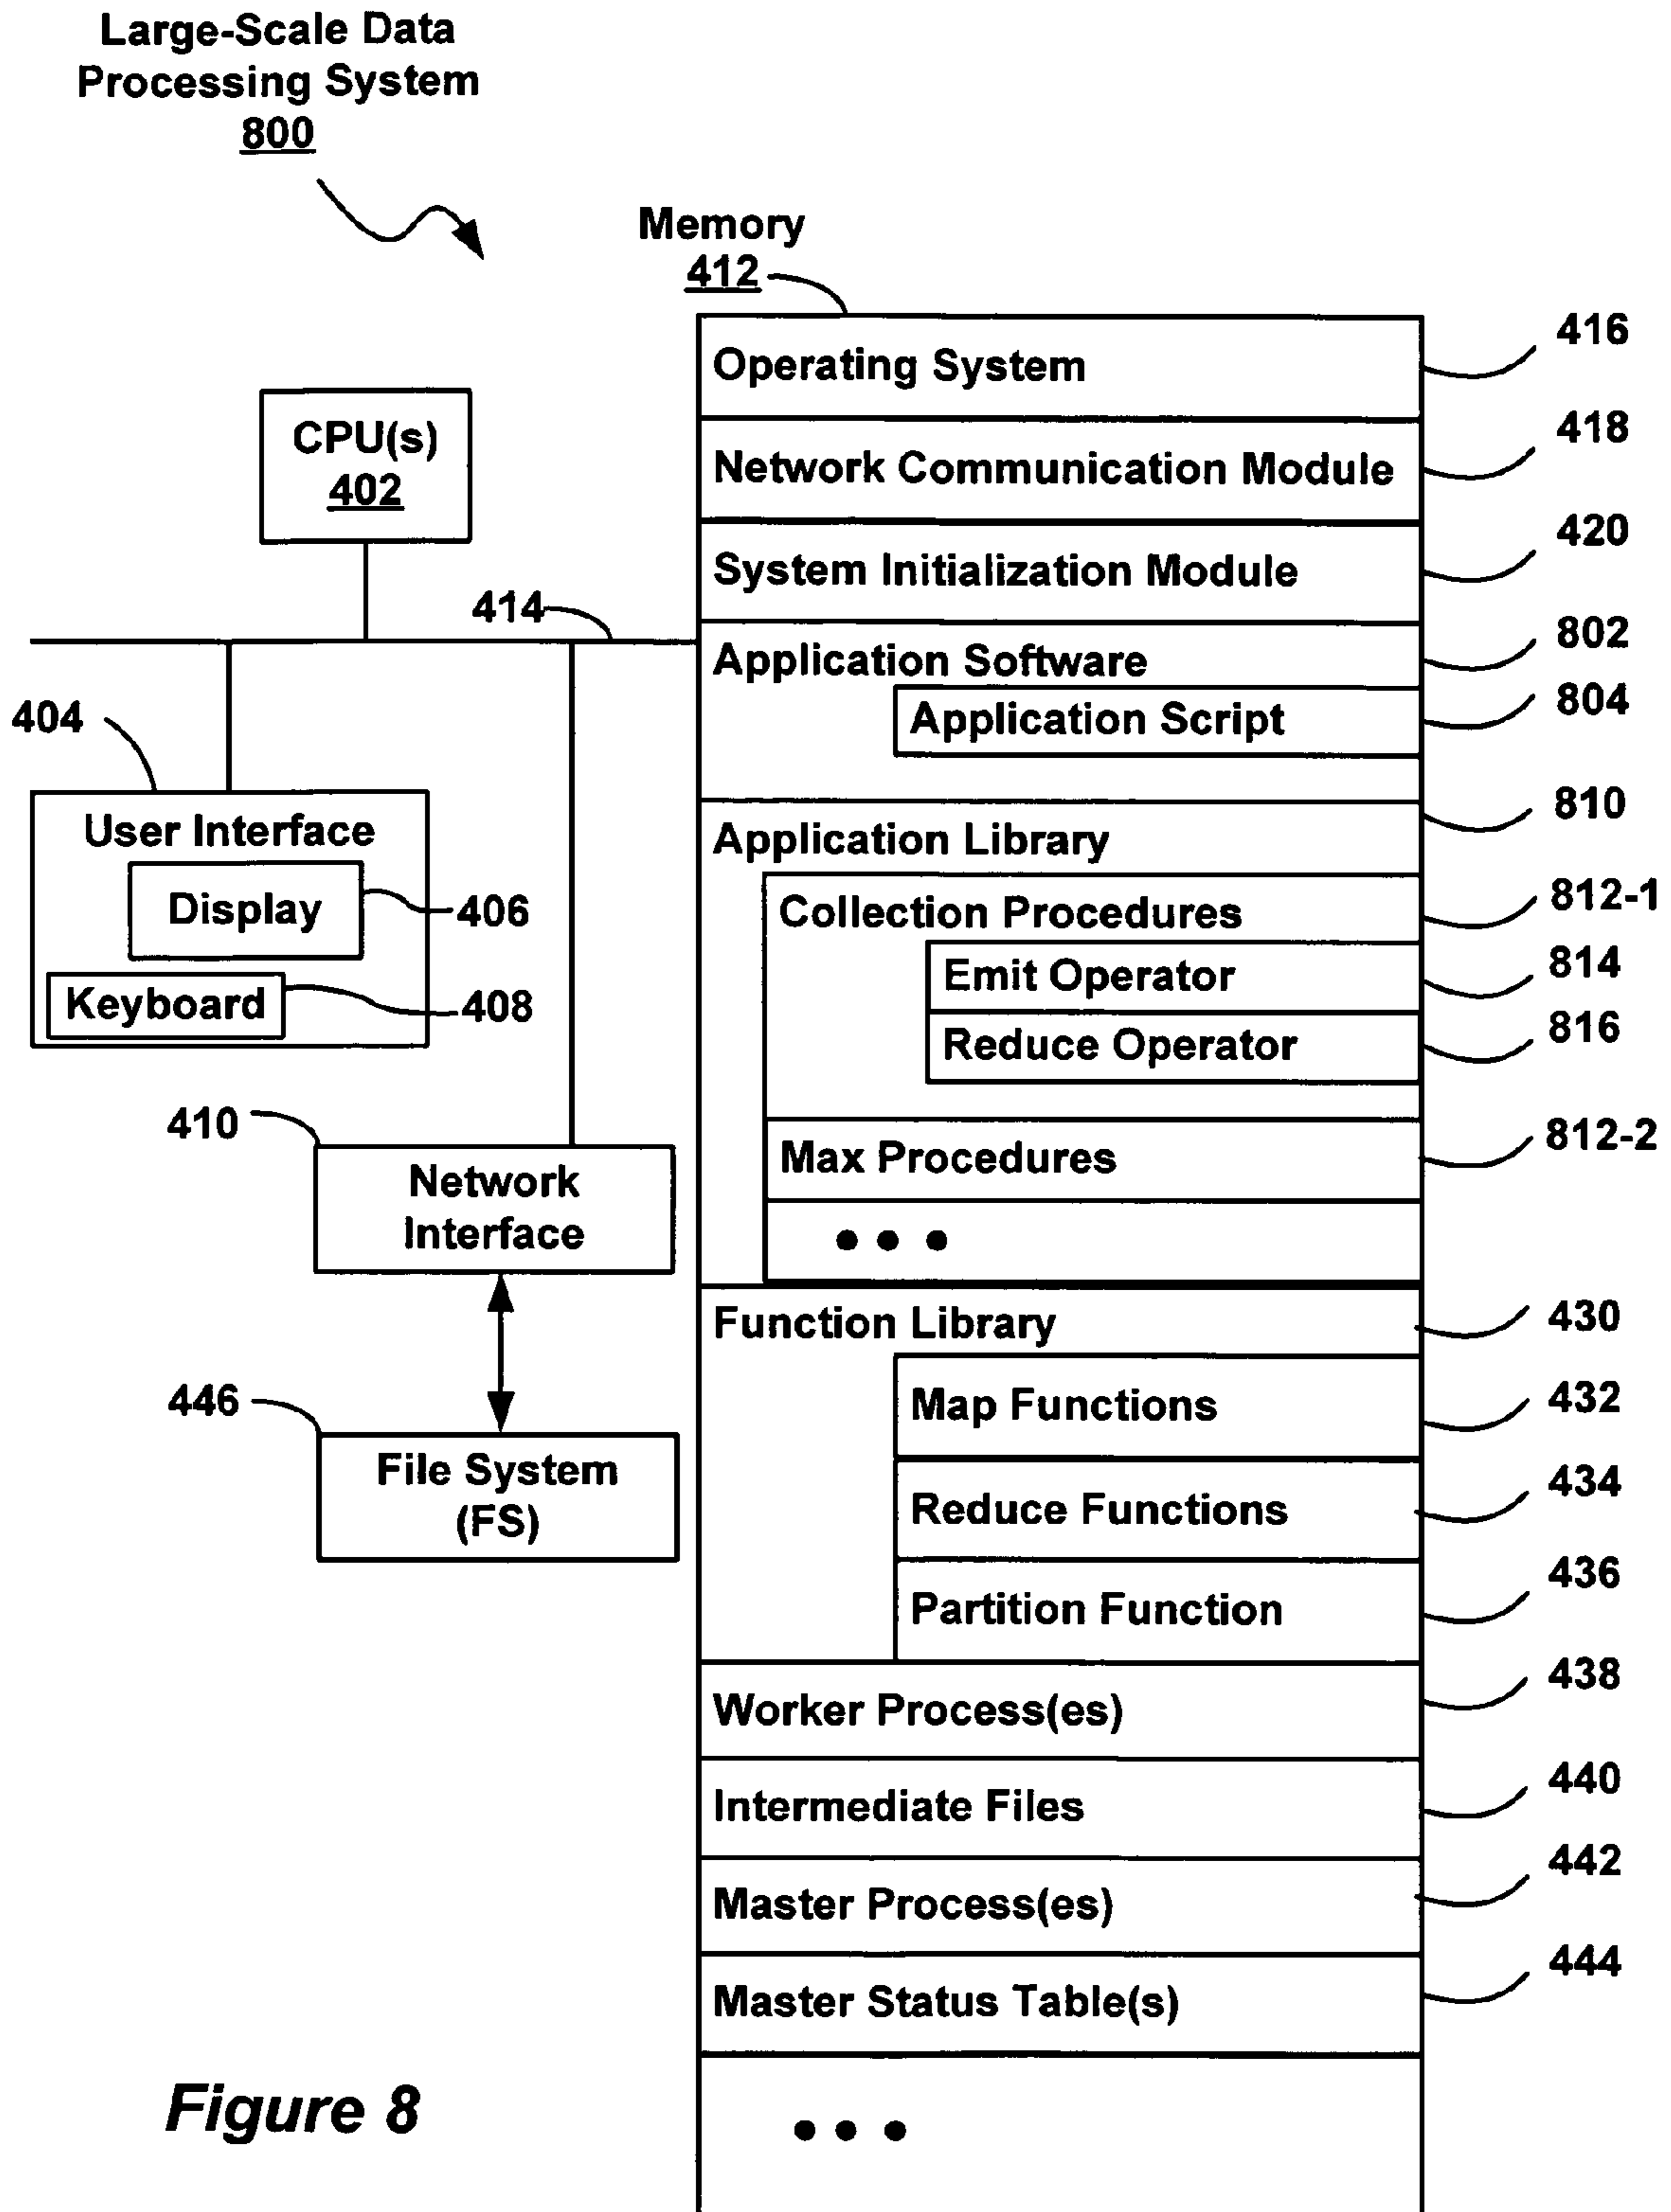 Large-Scale Data
Processing System
800
Memory
412
Operating System
416
CPU(s)
402
Network Communication Module
418
System Initialization Module
420
414
Application Software
802
Application Script
804
404
User Interface
Display
406
Keyboard
408
Application Library
810
Collection Procedures
812-1
Emit Operator
814
Reduce Operator
816
410
Network
Interface
Max Procedures
812-2
• • •
Function Library
430
Map Functions
432
446
File System
(FS)
Reduce Functions
434
Partition Function
436
Worker Process(es)
438
Intermediate Files
440
Master Process(es)
442
Master Status Table(s)
444
• • •
Figure 8